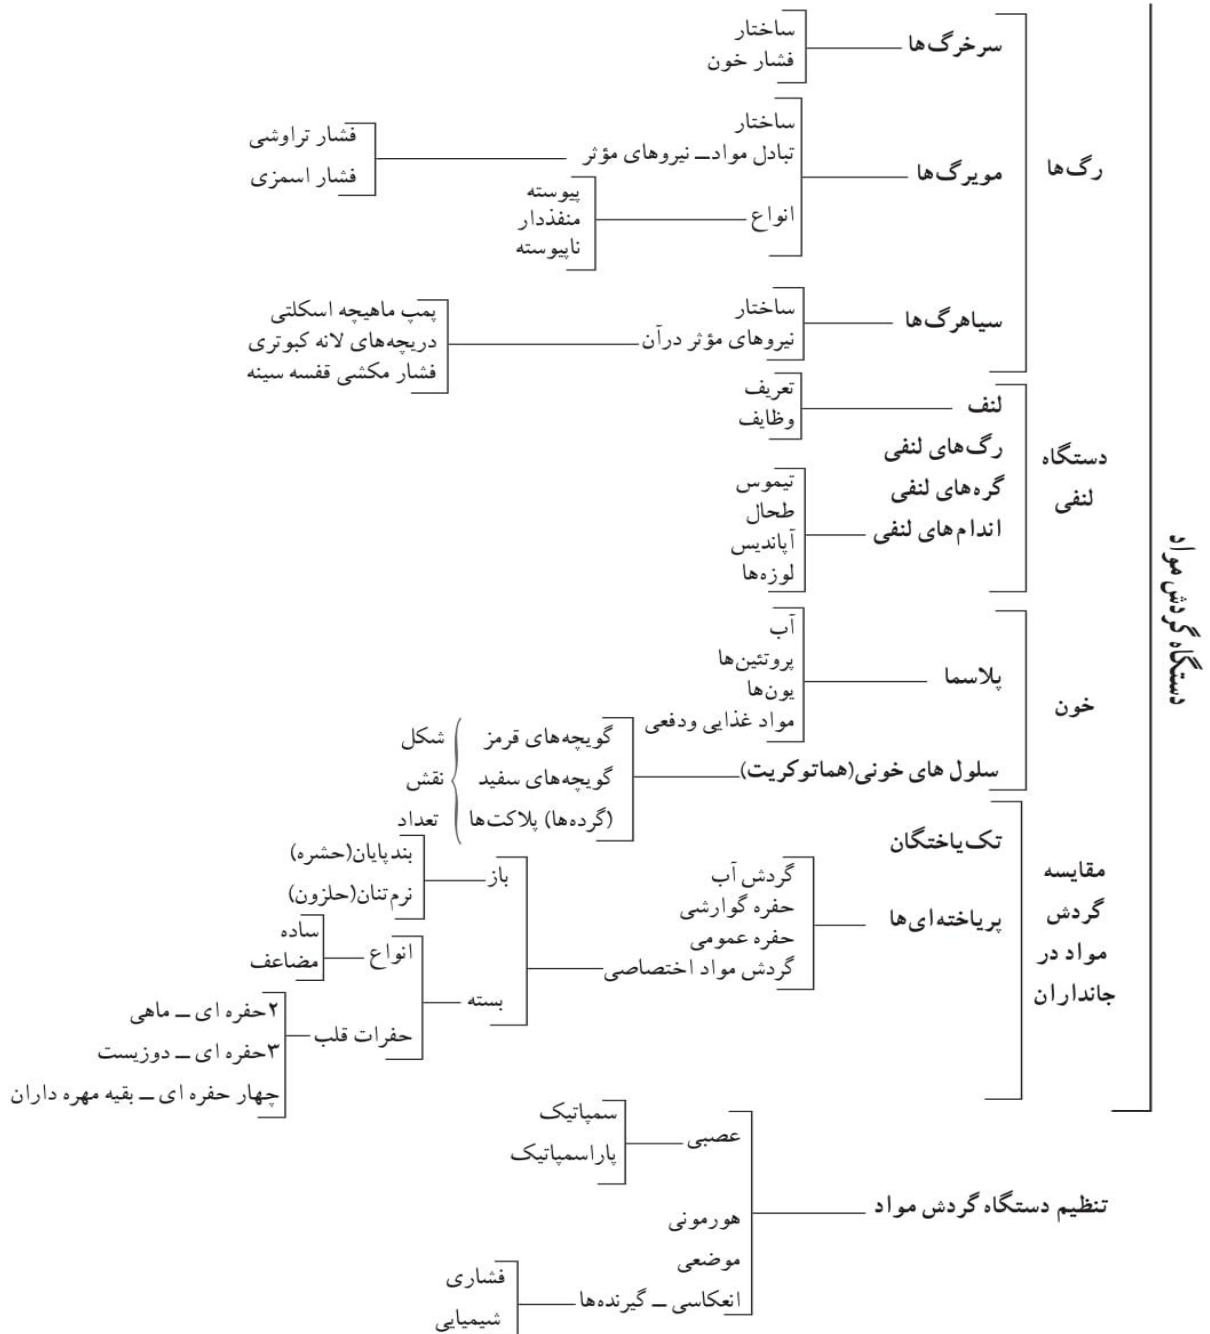 دستگاه گردش مواد
رگ‌ها
سرخرگ‌ها
ساختار
فشار خون
مویرگ‌ها
ساختار
تبادل مواد ــ نیروهای مؤثر
فشار تراوشی
فشار اسمزی
انواع
پیوسته
منفذدار
ناپیوسته
سیاهرگ‌ها
ساختار
نیروهای مؤثر درآن
پمپ ماهیچه اسکلتی
دریچه‌های لانه کبوتری
فشار مکشی قفسه سینه
دستگاه
لنفی
لنف
تعریف
وظایف
رگ‌های لنفی
گره‌های لنفی
اندام‌های لنفی
تیموس
طحال
آپاندیس
لوزه‌ها
خون
پلاسما
آب
پروتئین‌ها
یون‌ها
مواد غذایی ودفعی
سلول های خونی(هماتوکریت)
گویچه‌های قرمز
گویچه‌های سفید
(گرده‌ها) پلاکت‌ها
شکل
نقش
تعداد
مقایسه
گردش
مواد در
جانداران
تک‌یاختگان
پریاخته‌ای‌ها
گردش آب
حفره گوارشی
حفره عمومی
گردش مواد اختصاصی
باز
بندپایان(حشره)
نرم‌تنان(حلزون)
بسته
انواع
ساده
مضاعف
حفرات قلب
۲حفره ای ــ ماهی
۳حفره ای ــ دوزیست
چهار حفره ای ــ بقیه مهره داران
تنظیم دستگاه گردش مواد
عصبی
سمپاتیک
پاراسمپاتیک
هورمونی
موضعی
انعکاسی ــ گیرنده‌ها
فشاری
شیمیایی